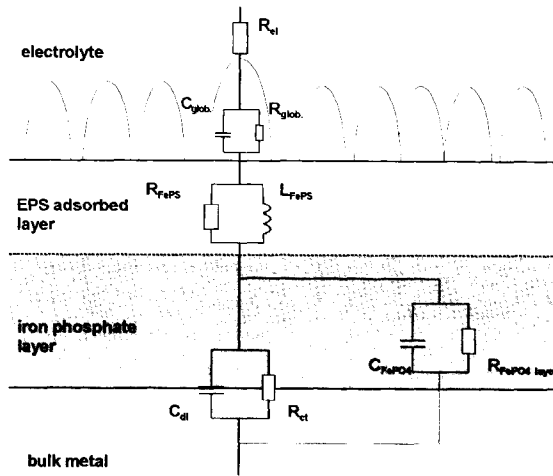 R_el
electrolyte
C_glob.
R_glob.
R_FePS
L_FePS
EPS adsorbed
layer
iron phosphate
layer
C_FePO4
R_FePO4 layer
C_dl
R_ct
bulk metal